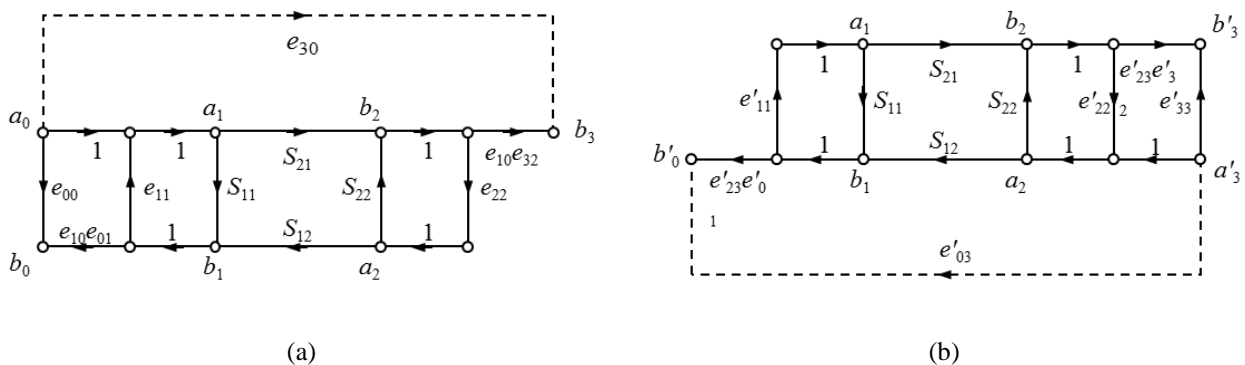 e30
a0 1 1 a1 S21 b2 1 e10e32 b3
e00 e11 S11 S22 e22
b0 e10e01 1 b1 S12 a2 1
(a)
a1 b2 b'3
1 S21 1 e'23e'3
2
e'11 S11 S22 e'22 e'33
b'0 e'23e'0 1 b1 S12 a2 1 1 a'3
1
e'03
(b)